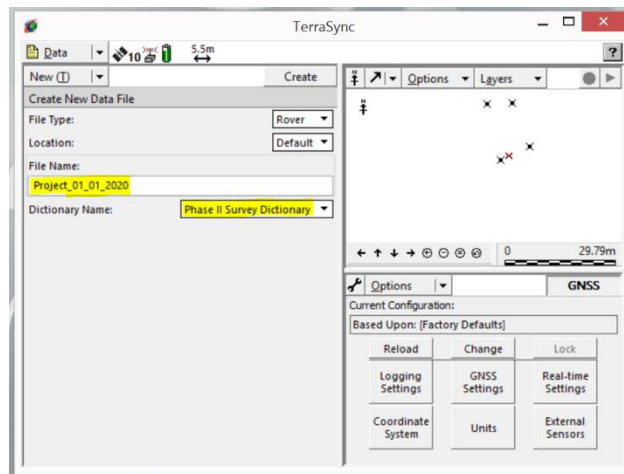 TerraSync
Data 10 5.5m ?
New (I) Create
Create New Data File
File Type: Rover
Location: Default
File Name:
Project_01_01_2020
Dictionary Name: Phase II Survey Dictionary
Options Layers
0 29.79m
Options GNSS
Current Configuration:
Based Upon: [Factory Defaults]
Reload Change Lock
Logging Settings
GNSS Settings
Real-time Settings
Coordinate System
Units
External Sensors